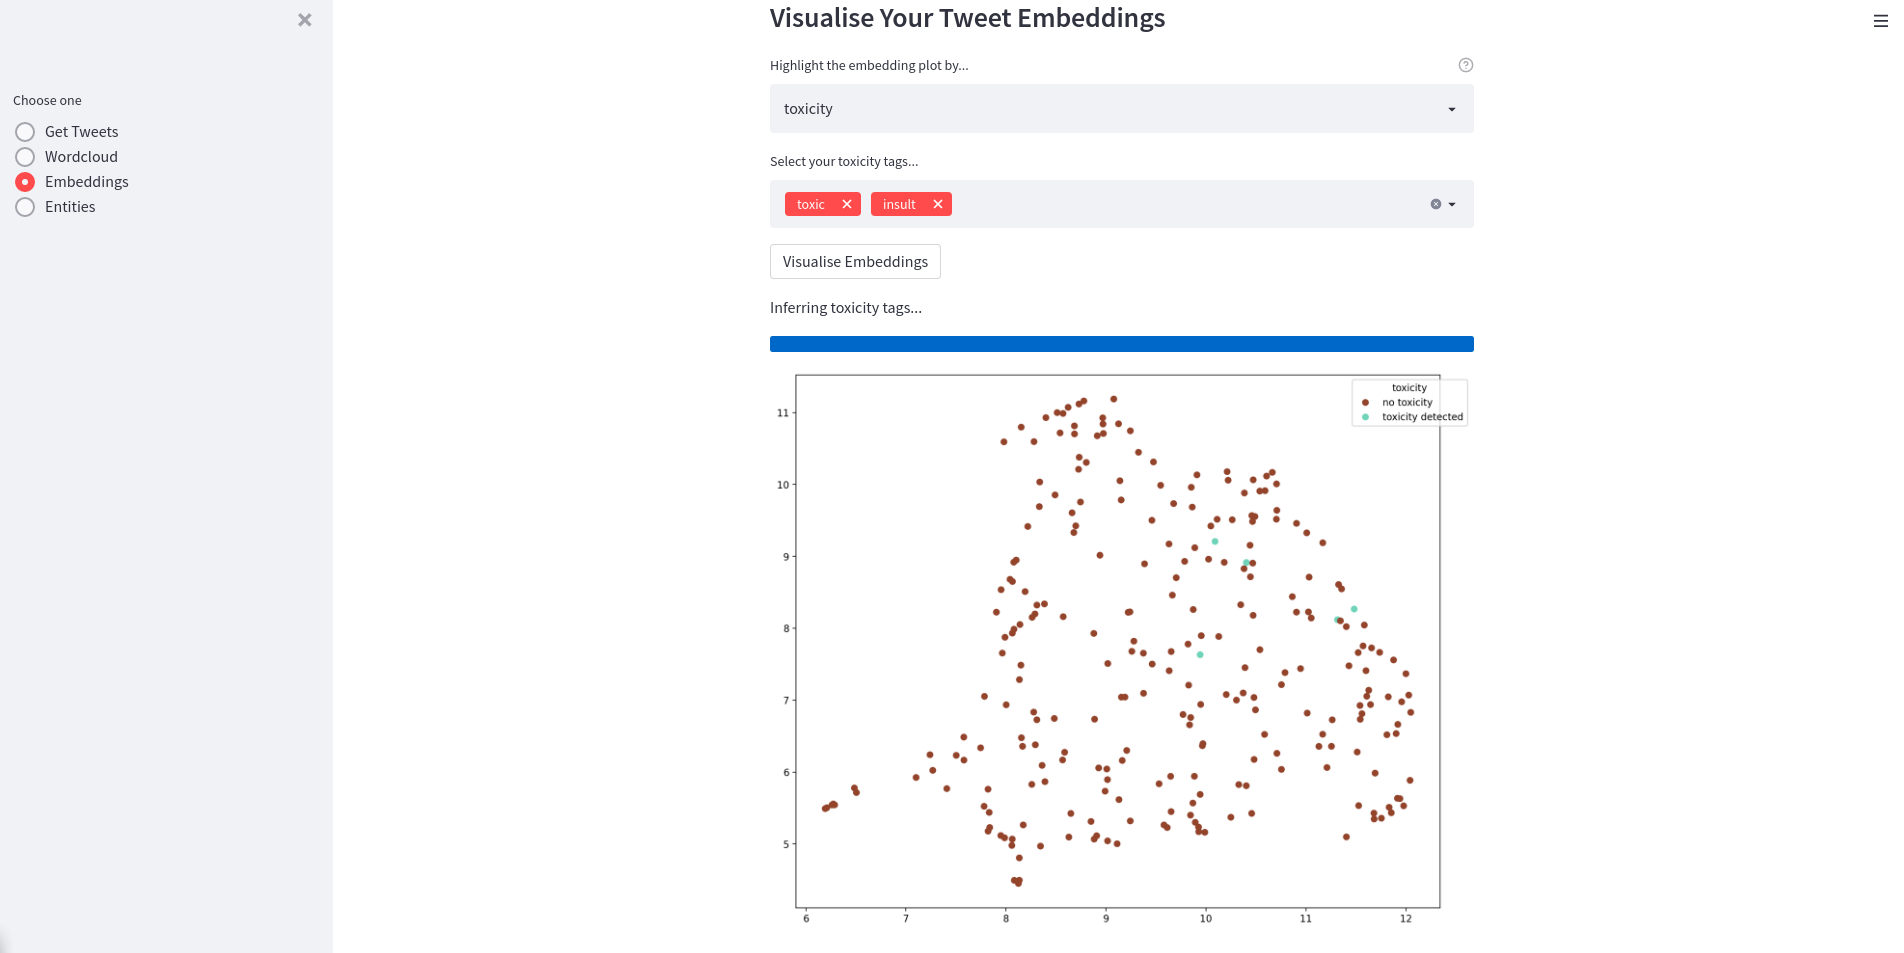 Choose one
Get Tweets
Wordcloud
Embeddings
Entities
Visualise Your Tweet Embeddings
Highlight the embedding plot by...
toxicity
Select your toxicity tags...
toxic
insult
Visualise Embeddings
Inferring toxicity tags...
toxicity
no toxicity
toxicity detected
11
10
9
8
7
6
5
6 7 8 9 10 11 12